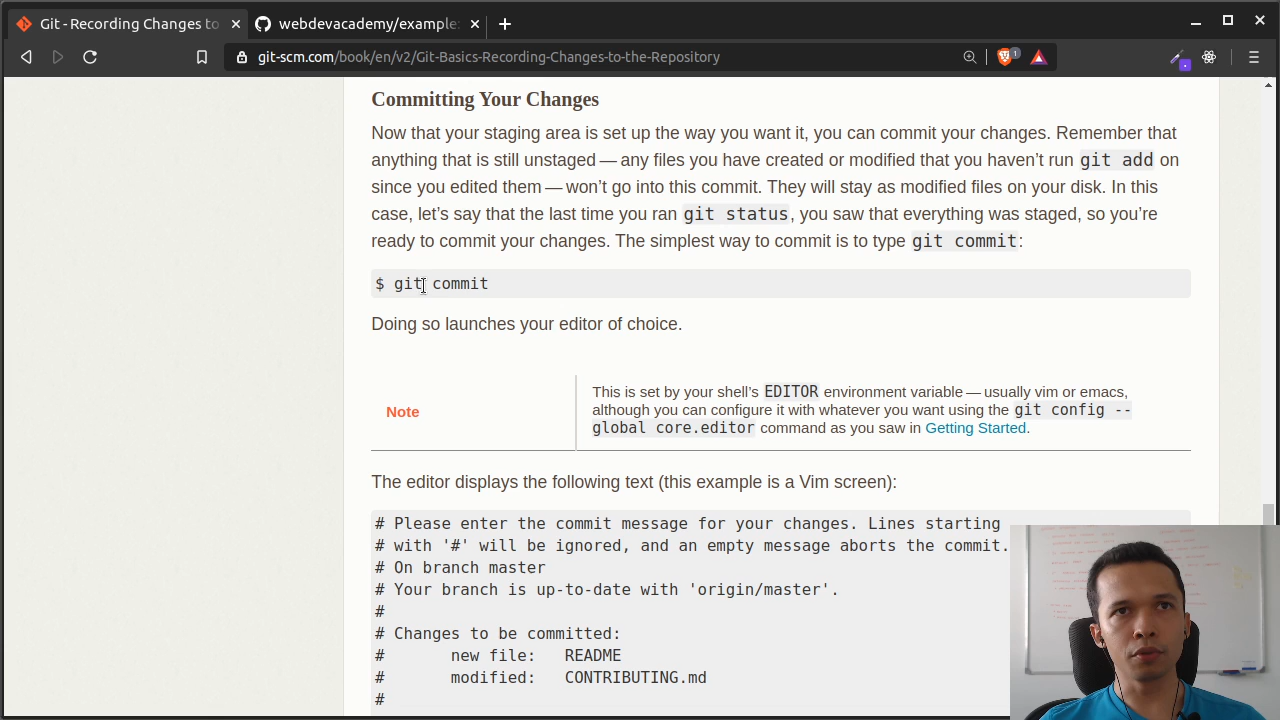 Git - Recording Changes to
webdevacademy/example
git-scm.com/book/en/v2/Git-Basics-Recording-Changes-to-the-Repository
1
Committing Your Changes
Now that your staging area is set up the way you want it, you can commit your changes. Remember that
anything that is still unstaged — any files you have created or modified that you haven’t run git add on
since you edited them — won’t go into this commit. They will stay as modified files on your disk. In this
case, let’s say that the last time you ran git status, you saw that everything was staged, so you’re
ready to commit your changes. The simplest way to commit is to type git commit:
$ git commit
Doing so launches your editor of choice.
Note
This is set by your shell’s EDITOR environment variable — usually vim or emacs,
although you can configure it with whatever you want using the git config --
global core.editor command as you saw in Getting Started.
The editor displays the following text (this example is a Vim screen):
# Please enter the commit message for your changes. Lines starting
# with '#' will be ignored, and an empty message aborts the commit.
# On branch master
# Your branch is up-to-date with 'origin/master'.
#
# Changes to be committed:
#       new file:   README
#       modified:   CONTRIBUTING.md
#